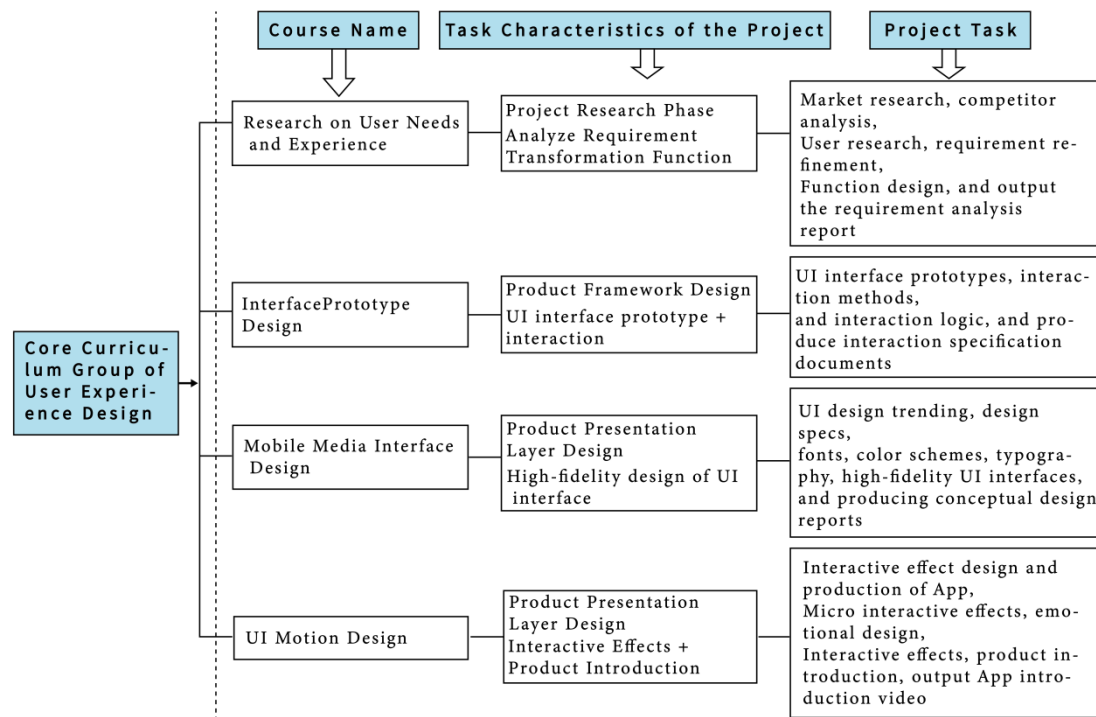 Course Name
Task Characteristics of the Project
Project Task
Core Curricu-
lum Group of
User Experi-
ence Design
Research on User Needs
and Experience
Project Research Phase
Analyze Requirement
Transformation Function
Market research, competitor
analysis,
User research, requirement re-
finement,
Function design, and output
the requirement analysis
report
InterfacePrototype
Design
Product Framework Design
UI interface prototype +
interaction
UI interface prototypes, interac-
tion methods,
and interaction logic, and pro-
duce interaction specification
documents
Mobile Media Interface
Design
Product Presentation
Layer Design
High-fidelity design of UI
interface
UI design trending, design
specs,
fonts, color schemes, typogra-
phy, high-fidelity UI interfaces,
and producing conceptual design
reports
UI Motion Design
Product Presentation
Layer Design
Interactive Effects +
Product Introduction
Interactive effect design and
production of App,
Micro interactive effects, emo-
tional design,
Interactive effects, product in-
troduction, output App intro-
duction video